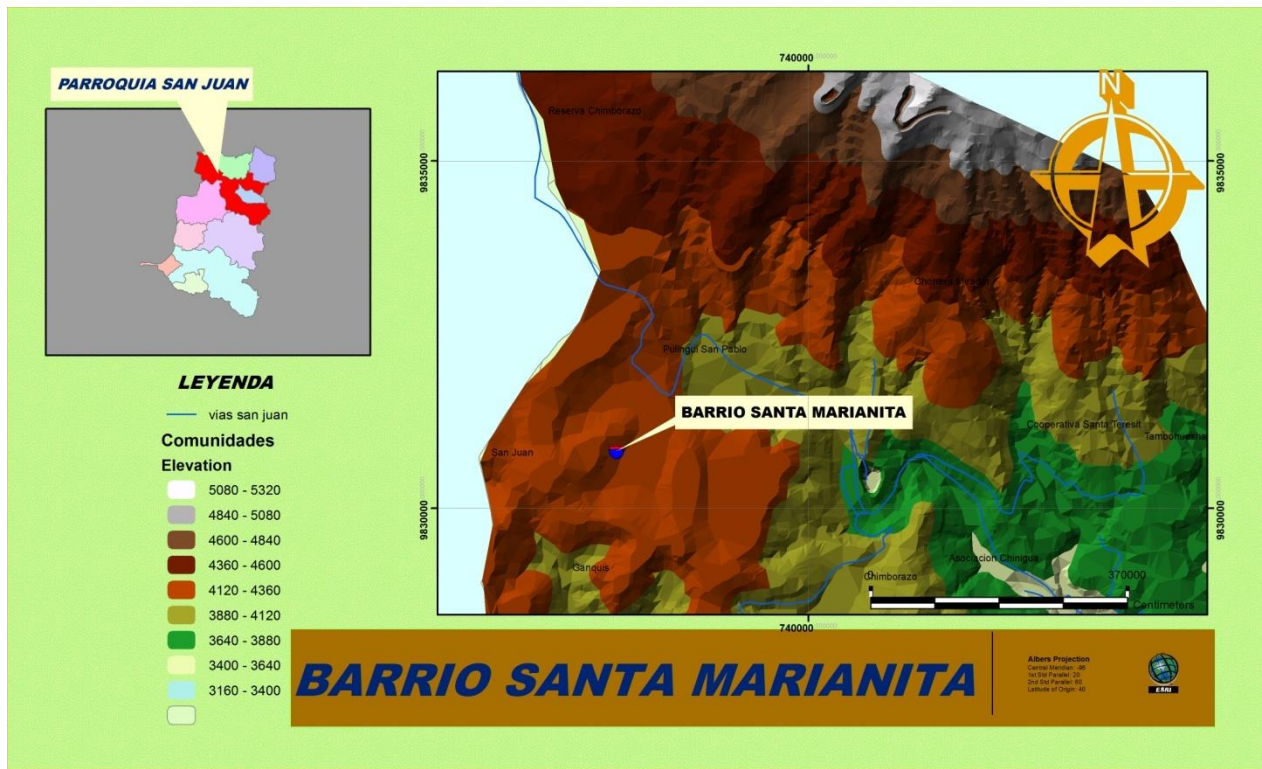 PARROQUIA SAN JUAN
LEYENDA
vias san juan
Comunidades
Elevation
5080 - 5320
4840 - 5080
4600 - 4840
4360 - 4600
4120 - 4360
3880 - 4120
3640 - 3880
3400 - 3640
3160 - 3400
740000
N
Reserva Chimborazo
9835000
9835000
Pulingui San Pablo
BARRIO SANTA MARIANITA
Cooperativa Santa Teresit
San Juan
9830000
9830000
Asociacion Chinigua
Ganquis
Chimborazo
0
370000
Centimeters
740000
BARRIO SANTA MARIANITA
Albers Projection
Central Meridian: -96
1st Std Parallel: 20
2nd Std Parallel: 60
Latitude of Origin: 40
ESRI